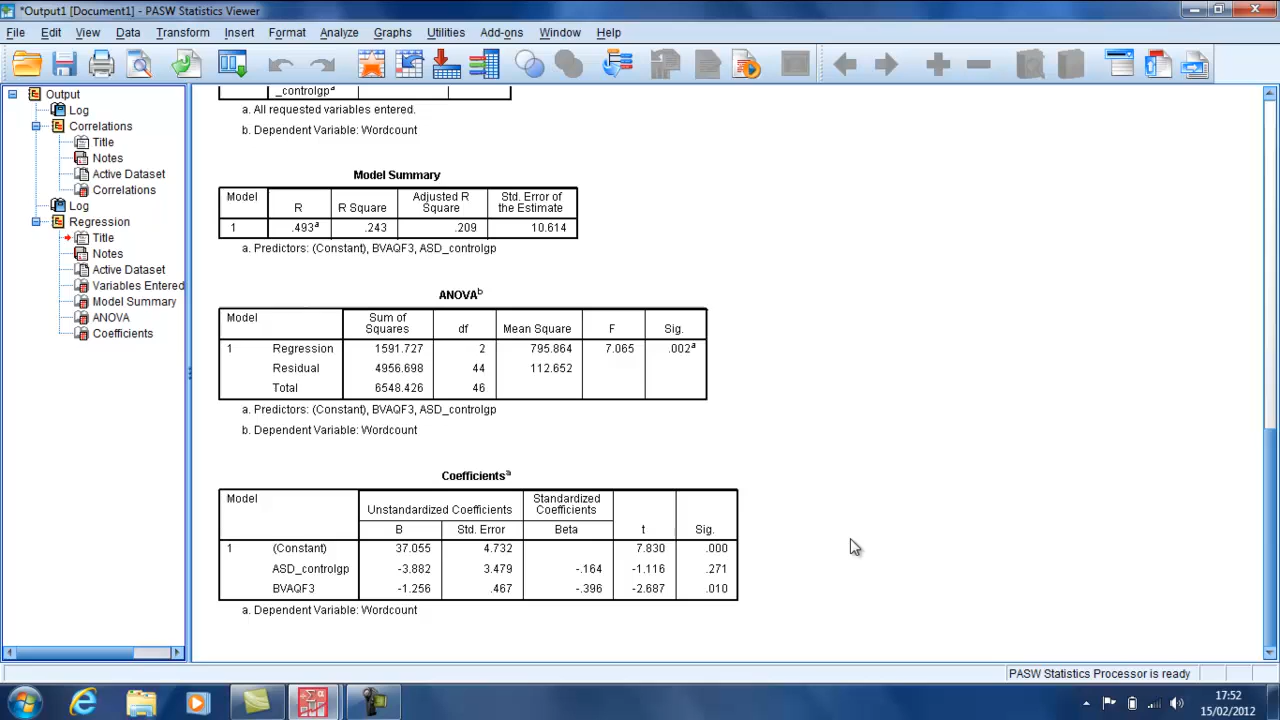 *Output1 [Document1] - PASW Statistics Viewer
File Edit View Data Transform Insert Format Analyze Graphs Utilities Add-ons Window Help
Output
Log
Correlations
Title
Notes
Active Dataset
Correlations
Log
Regression
Title
Notes
Active Dataset
Variables Entered
Model Summary
ANOVA
Coefficients
_controlgpa
a. All requested variables entered.
b. Dependent Variable: Wordcount
Model Summary
Model R R Square Adjusted R Square Std. Error of the Estimate
1 .493a .243 .209 10.614
a. Predictors: (Constant), BVAQF3, ASD_controlgp
ANOVAb
Model Sum of Squares df Mean Square F Sig.
1 Regression 1591.727 2 795.864 7.065 .002a
Residual 4956.698 44 112.652
Total 6548.426 46
a. Predictors: (Constant), BVAQF3, ASD_controlgp
b. Dependent Variable: Wordcount
Coefficientsa
Model Unstandardized Coefficients Standardized Coefficients t Sig.
B Std. Error Beta
1 (Constant) 37.055 4.732 7.830 .000
ASD_controlgp -3.882 3.479 -.164 -1.116 .271
BVAQF3 -1.256 .467 -.396 -2.687 .010
a. Dependent Variable: Wordcount
PASW Statistics Processor is ready
17:52
15/02/2012